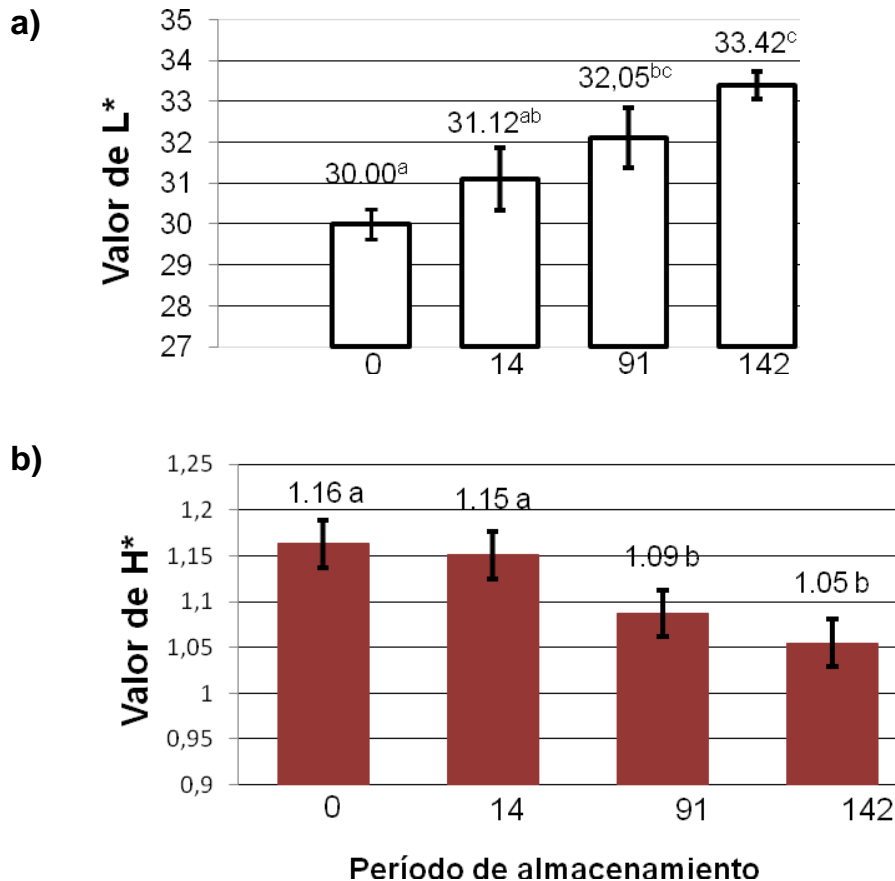 a)
Valor de L*
35
34
33
32
31
30
29
28
27
30.00ᵃ
31.12ᵃᵇ
32,05ᵇᶜ
33.42ᶜ
0 14 91 142
b)
Valor de H*
1,25
1,2
1,15
1,1
1,05
1
0,95
0,9
1.16 a
1.15 a
1.09 b
1.05 b
0 14 91 142
Período de almacenamiento